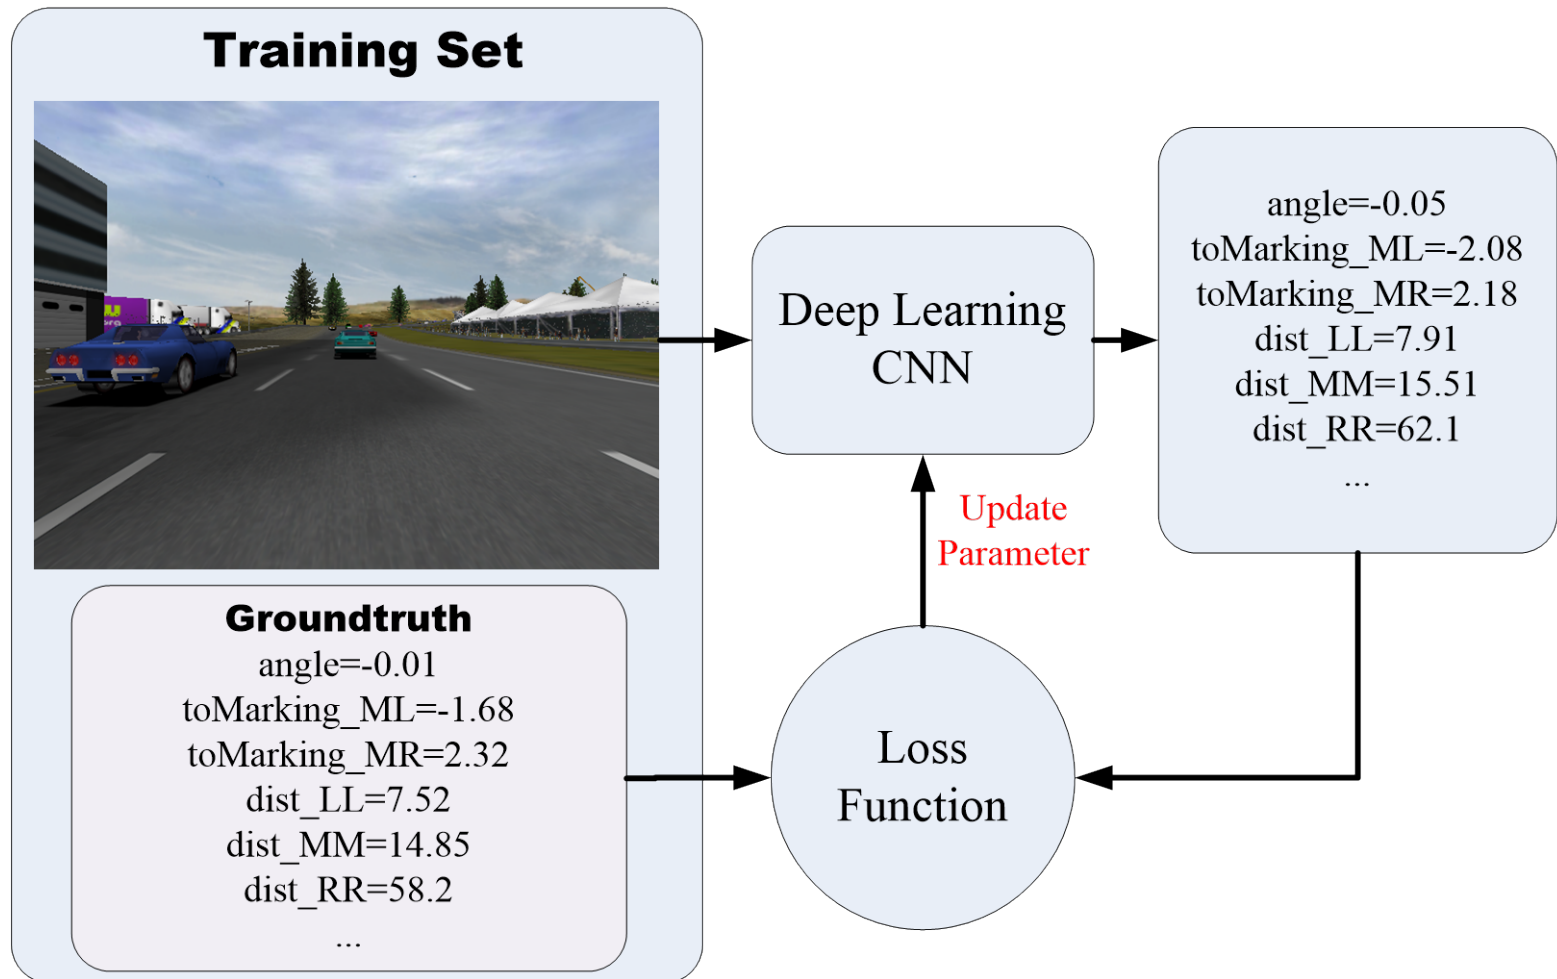 Training Set
Groundtruth
angle=-0.01
toMarking_ML=-1.68
toMarking_MR=2.32
dist_LL=7.52
dist_MM=14.85
dist_RR=58.2
...
Deep Learning
CNN
Update
Parameter
Loss
Function
angle=-0.05
toMarking_ML=-2.08
toMarking_MR=2.18
dist_LL=7.91
dist_MM=15.51
dist_RR=62.1
...